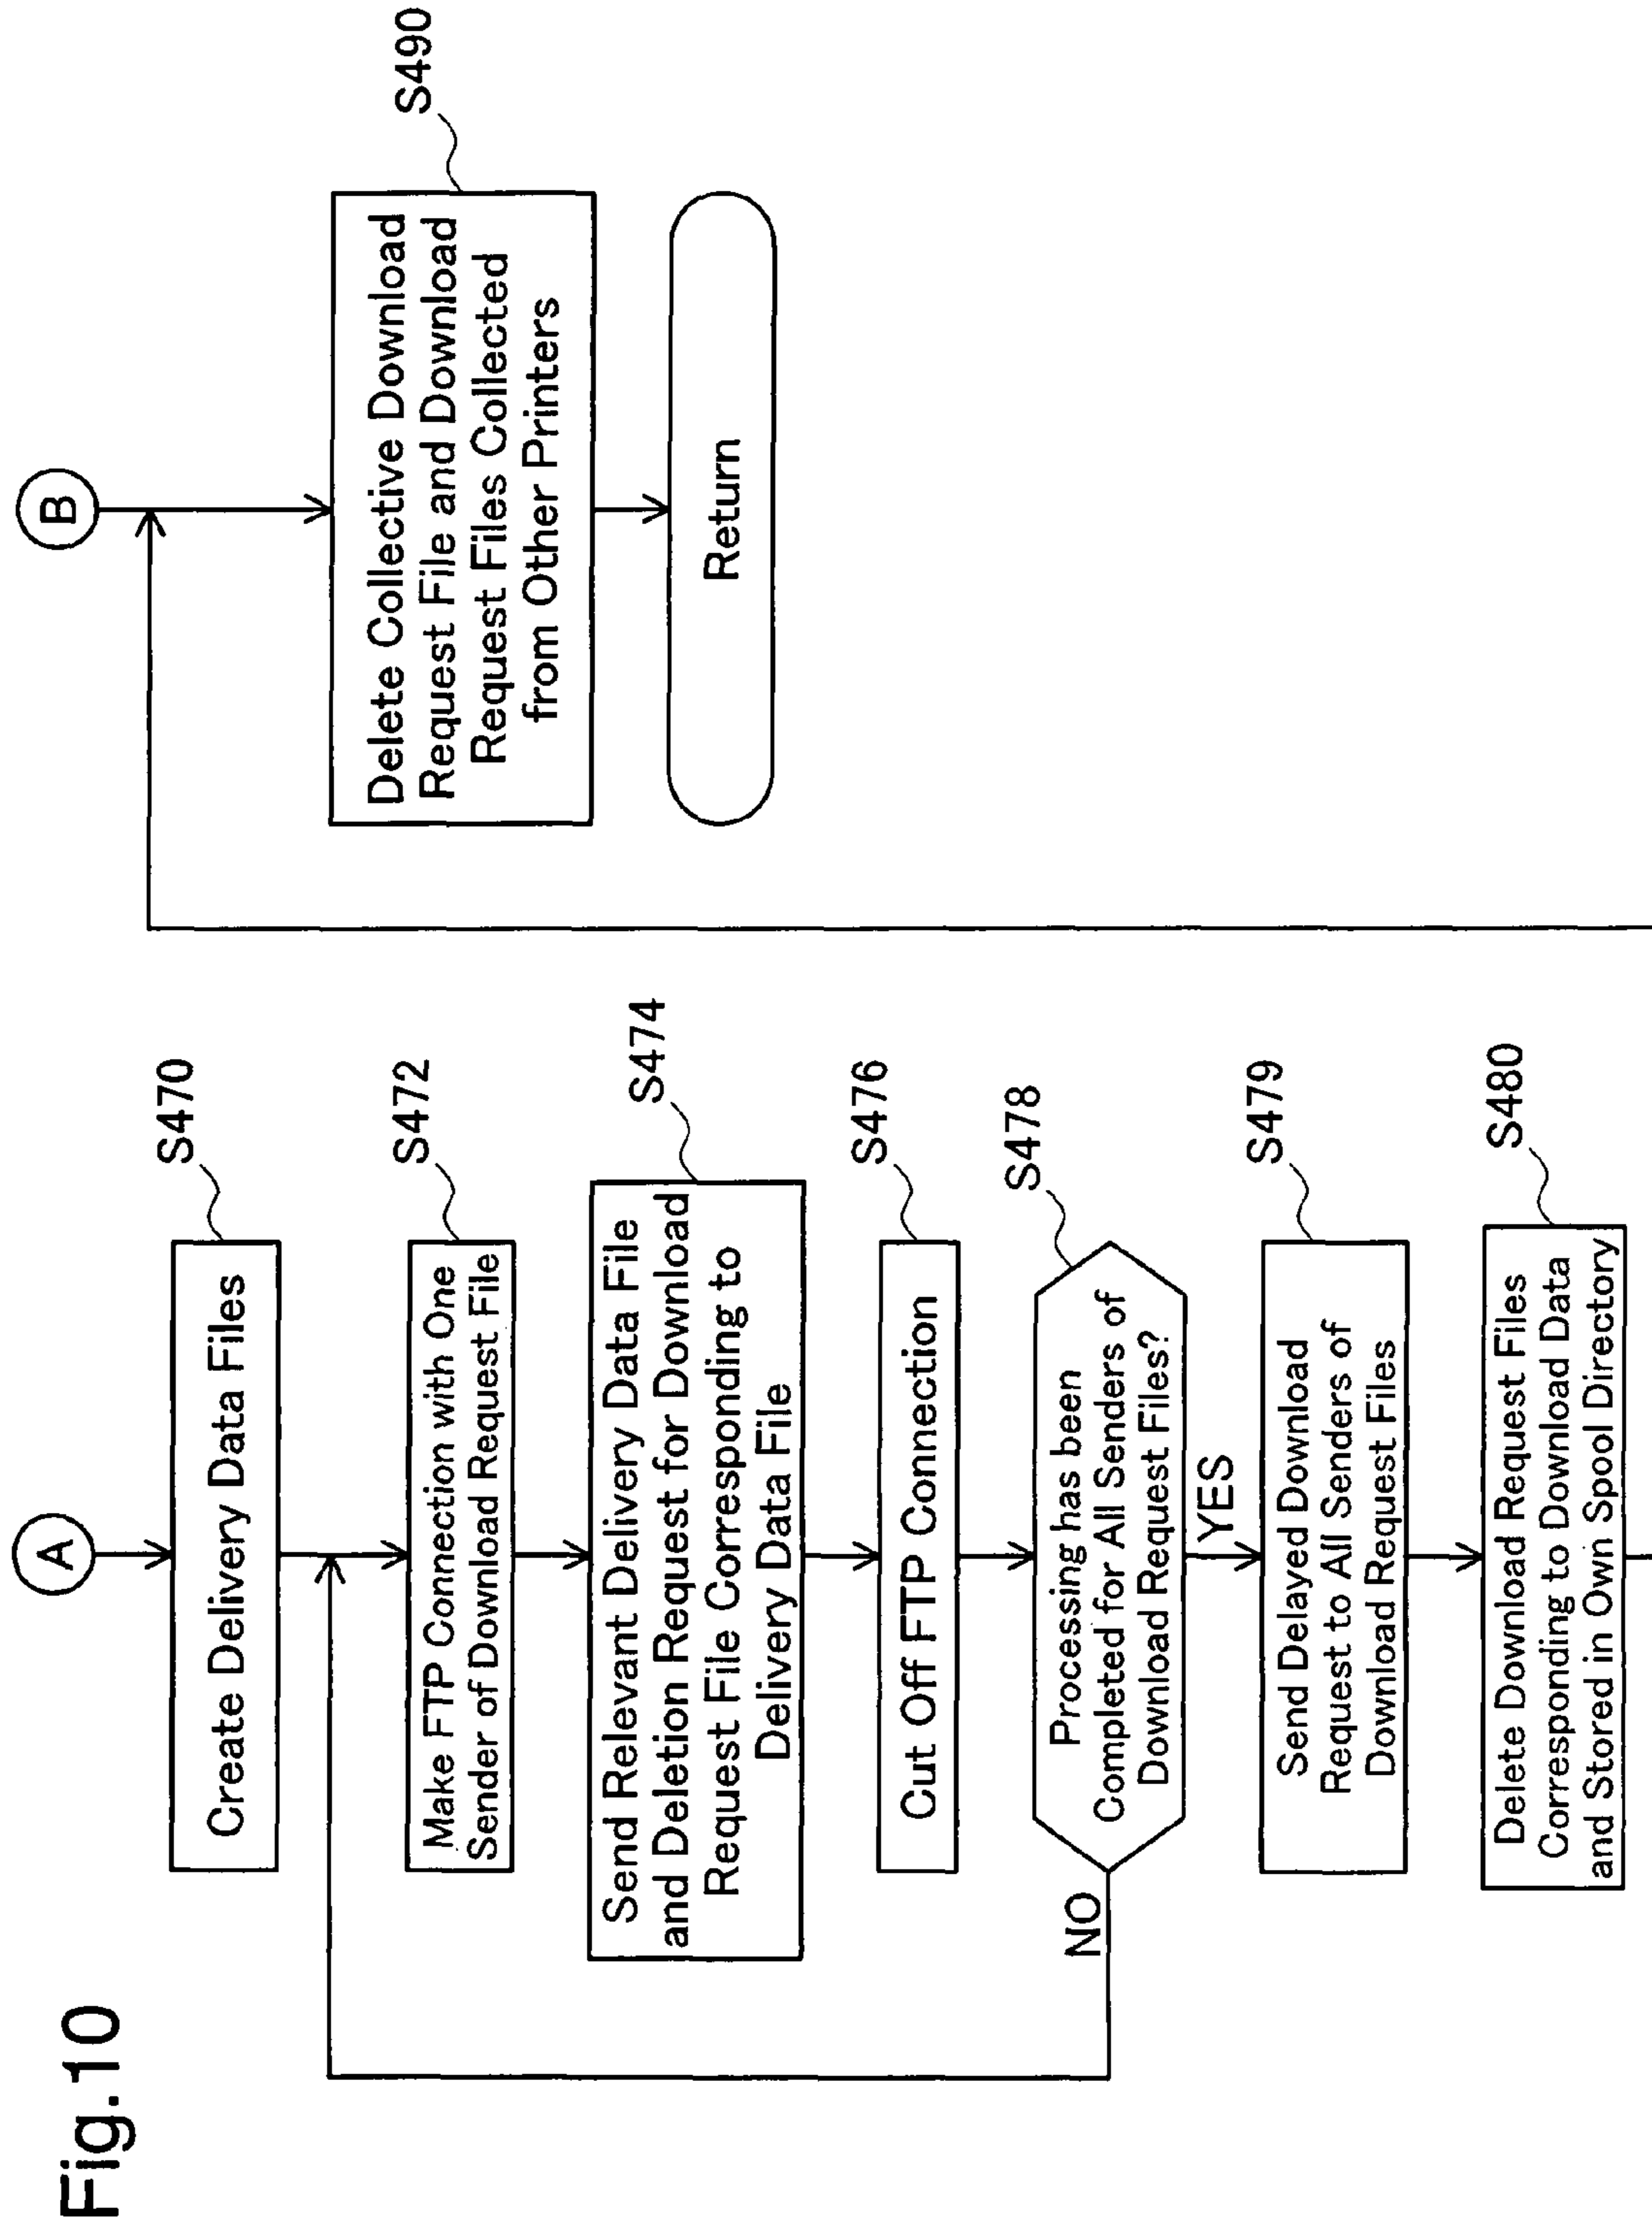 Fig.10
A
Create Delivery Data Files
S470
Make FTP Connection with One
Sender of Download Request File
S472
Send Relevant Delivery Data File
and Deletion Request for Download
Request File Corresponding to
Delivery Data File
S474
Cut Off FTP Connection
S476
Processing has been
Completed for All Senders of
Download Request Files?
S478
NO
YES
Send Delayed Download
Request to All Senders of
Download Request Files
S479
Delete Download Request Files
Corresponding to Download Data
and Stored in Own Spool Directory
S480
B
Delete Collective Download
Request File and Download
Request Files Collected
from Other Printers
S490
Return